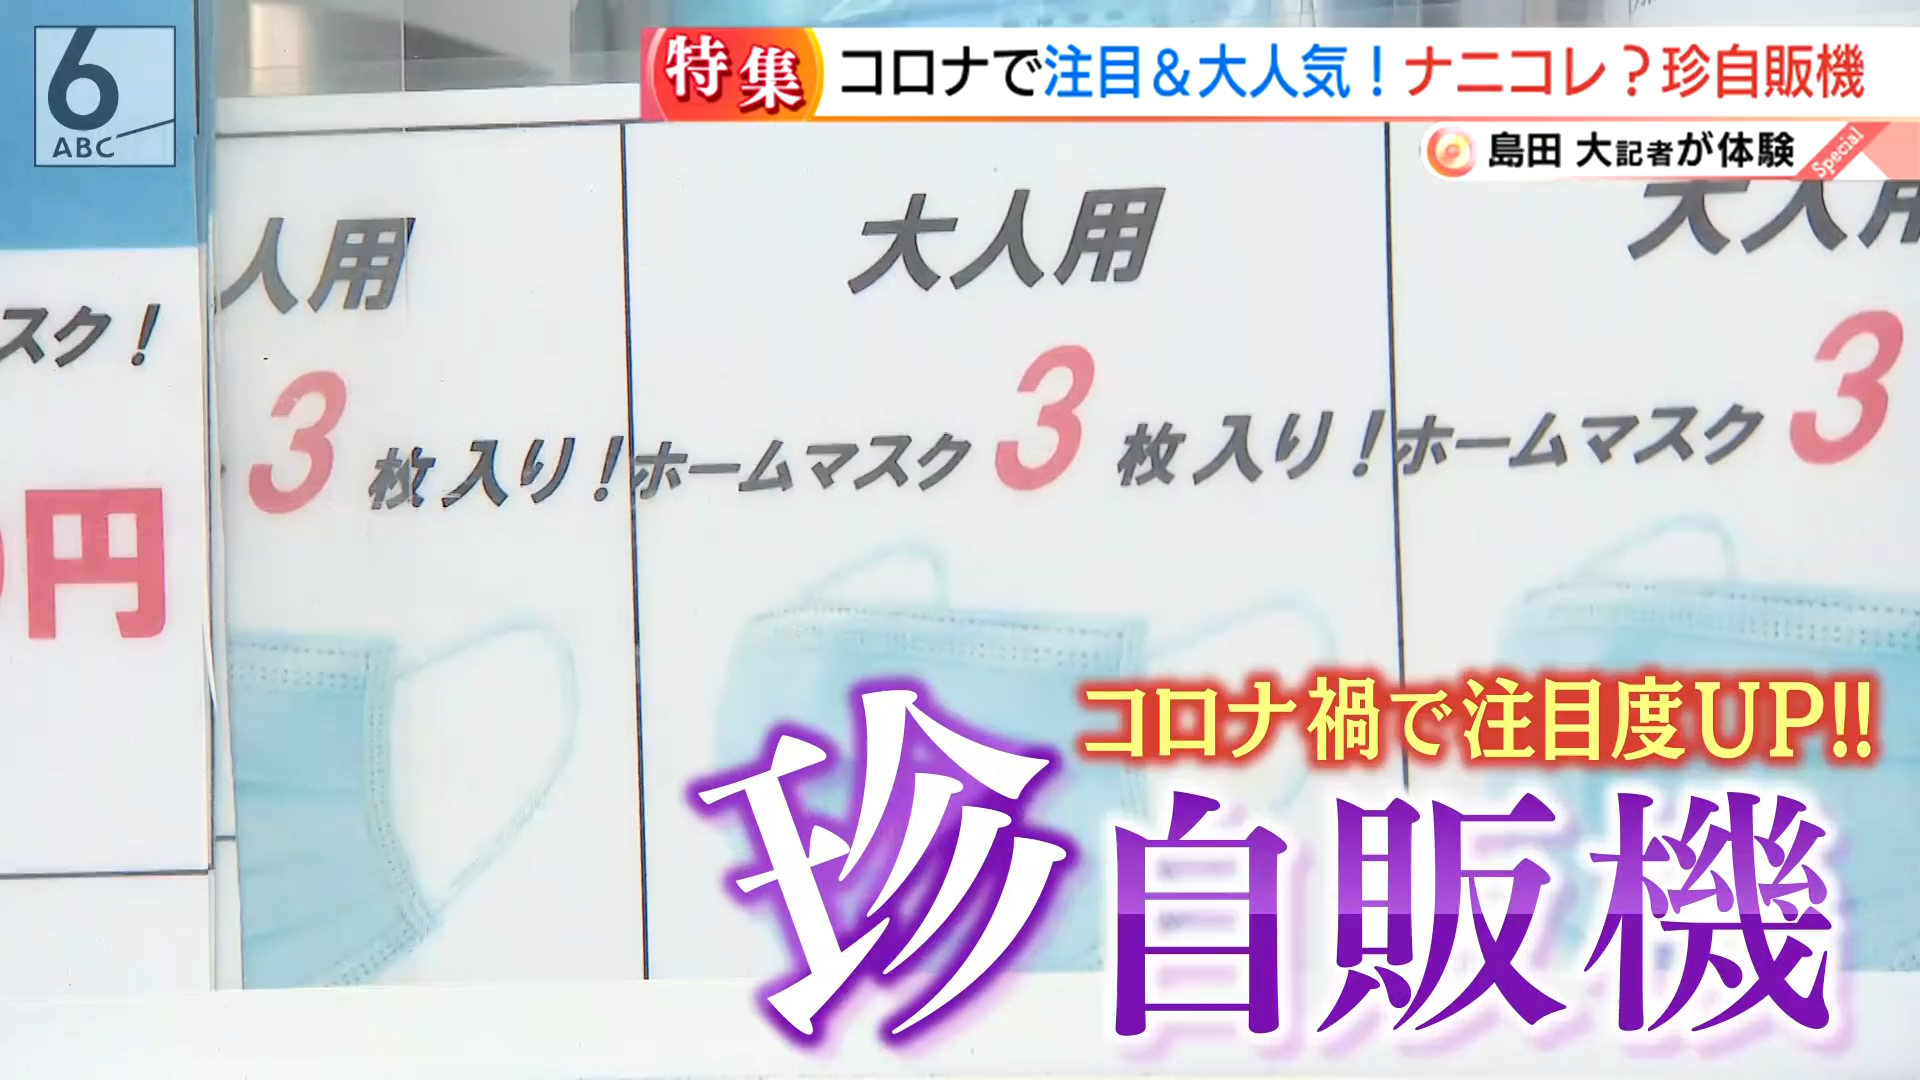 6
ABC
特集
コロナで注目＆大人気！ナニコレ？珍自販機
島田 大記者が体験
Special
人用
大人用
大人用
スク！
3枚入り！
ホームマスク3枚入り！
ホームマスク3
円
コロナ禍で注目度UP!!
珍自販機